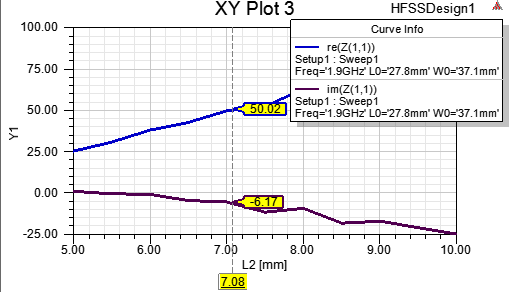 XY Plot 3
HFSSDesign1
Curve Info
re(Z(1,1))
Setup1 : Sweep1
Freq='1.9GHz' L0='27.8mm' W0='37.1mm'
im(Z(1,1))
Setup1 : Sweep1
Freq='1.9GHz' L0='27.8mm' W0='37.1mm'
100.00
75.00
50.00
25.00
0.00
-25.00
Y1
50.02
-6.17
5.00 6.00 7.00 8.00 9.00 10.00
L2 [mm]
7.08